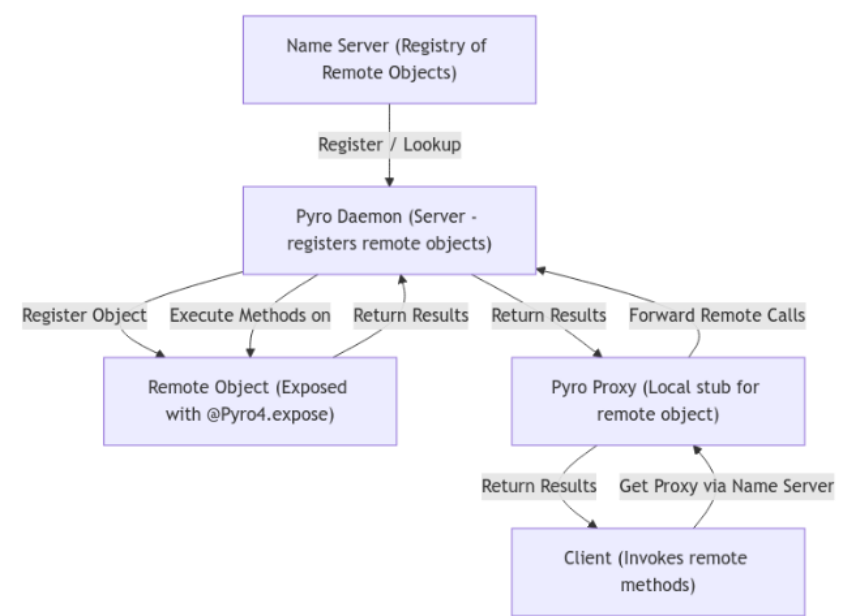 Name Server (Registry of
Remote Objects)
Register / Lookup
Pyro Daemon (Server -
registers remote objects)
Register Object
Execute Methods on
Return Results
Return Results
Forward Remote Calls
Remote Object (Exposed
with @Pyro4.expose)
Pyro Proxy (Local stub for
remote object)
Return Results
Get Proxy via Name Server
Client (Invokes remote
methods)